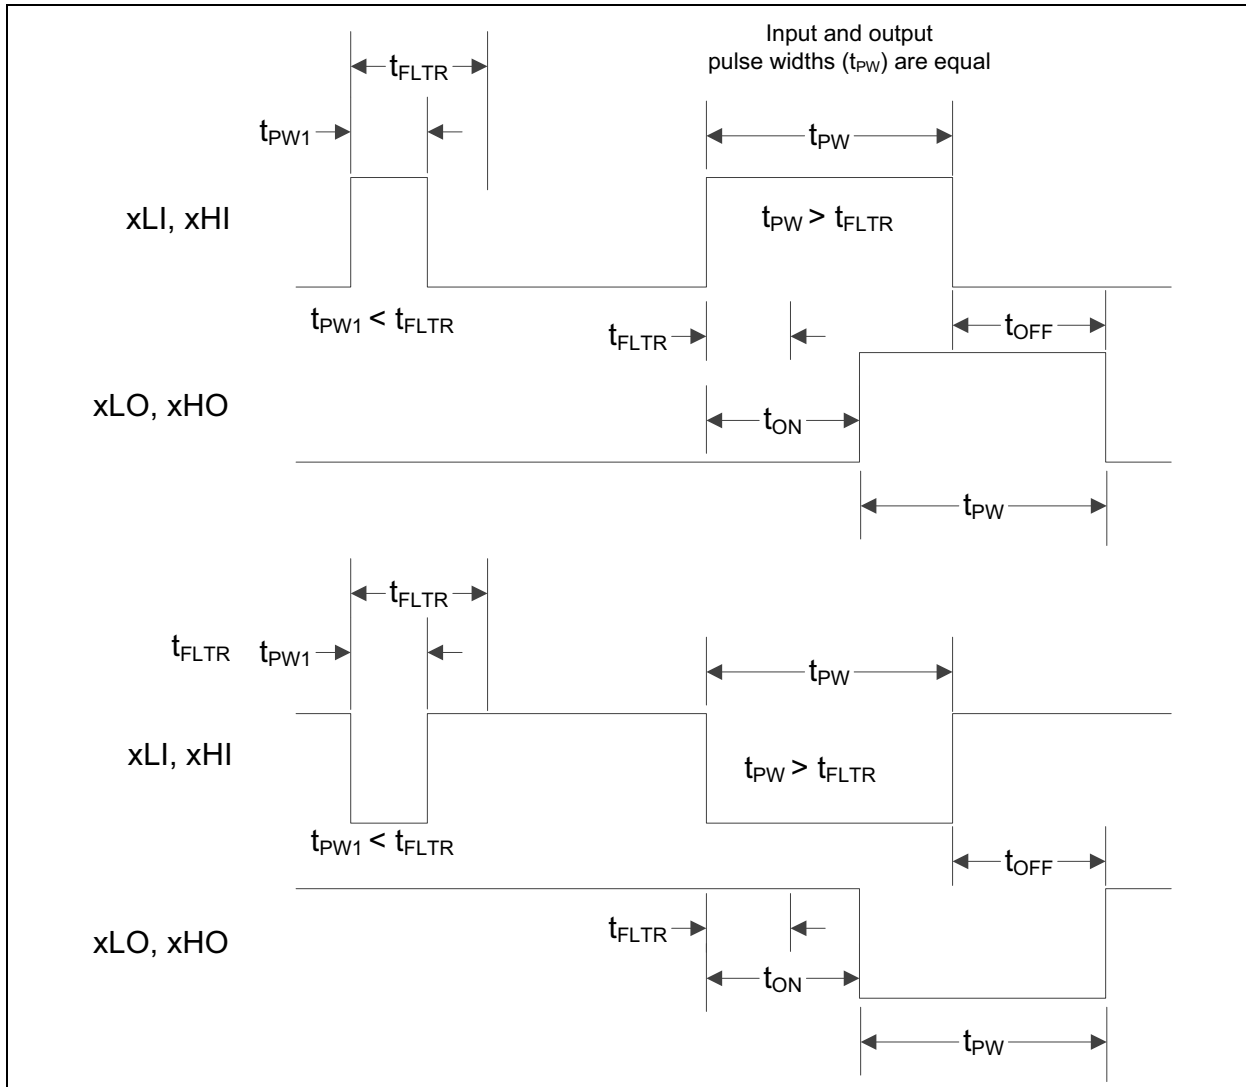 Input and output
pulse widths (tPW) are equal
tFLTR
tPW1
tPW
xLI, xHI
tPW > tFLTR
tPW1 < tFLTR
tFLTR
tOFF
xLO, xHO
tON
tPW
tFLTR
tFLTR
tPW1
tPW
xLI, xHI
tPW > tFLTR
tPW1 < tFLTR
tOFF
xLO, xHO
tFLTR
tON
tPW